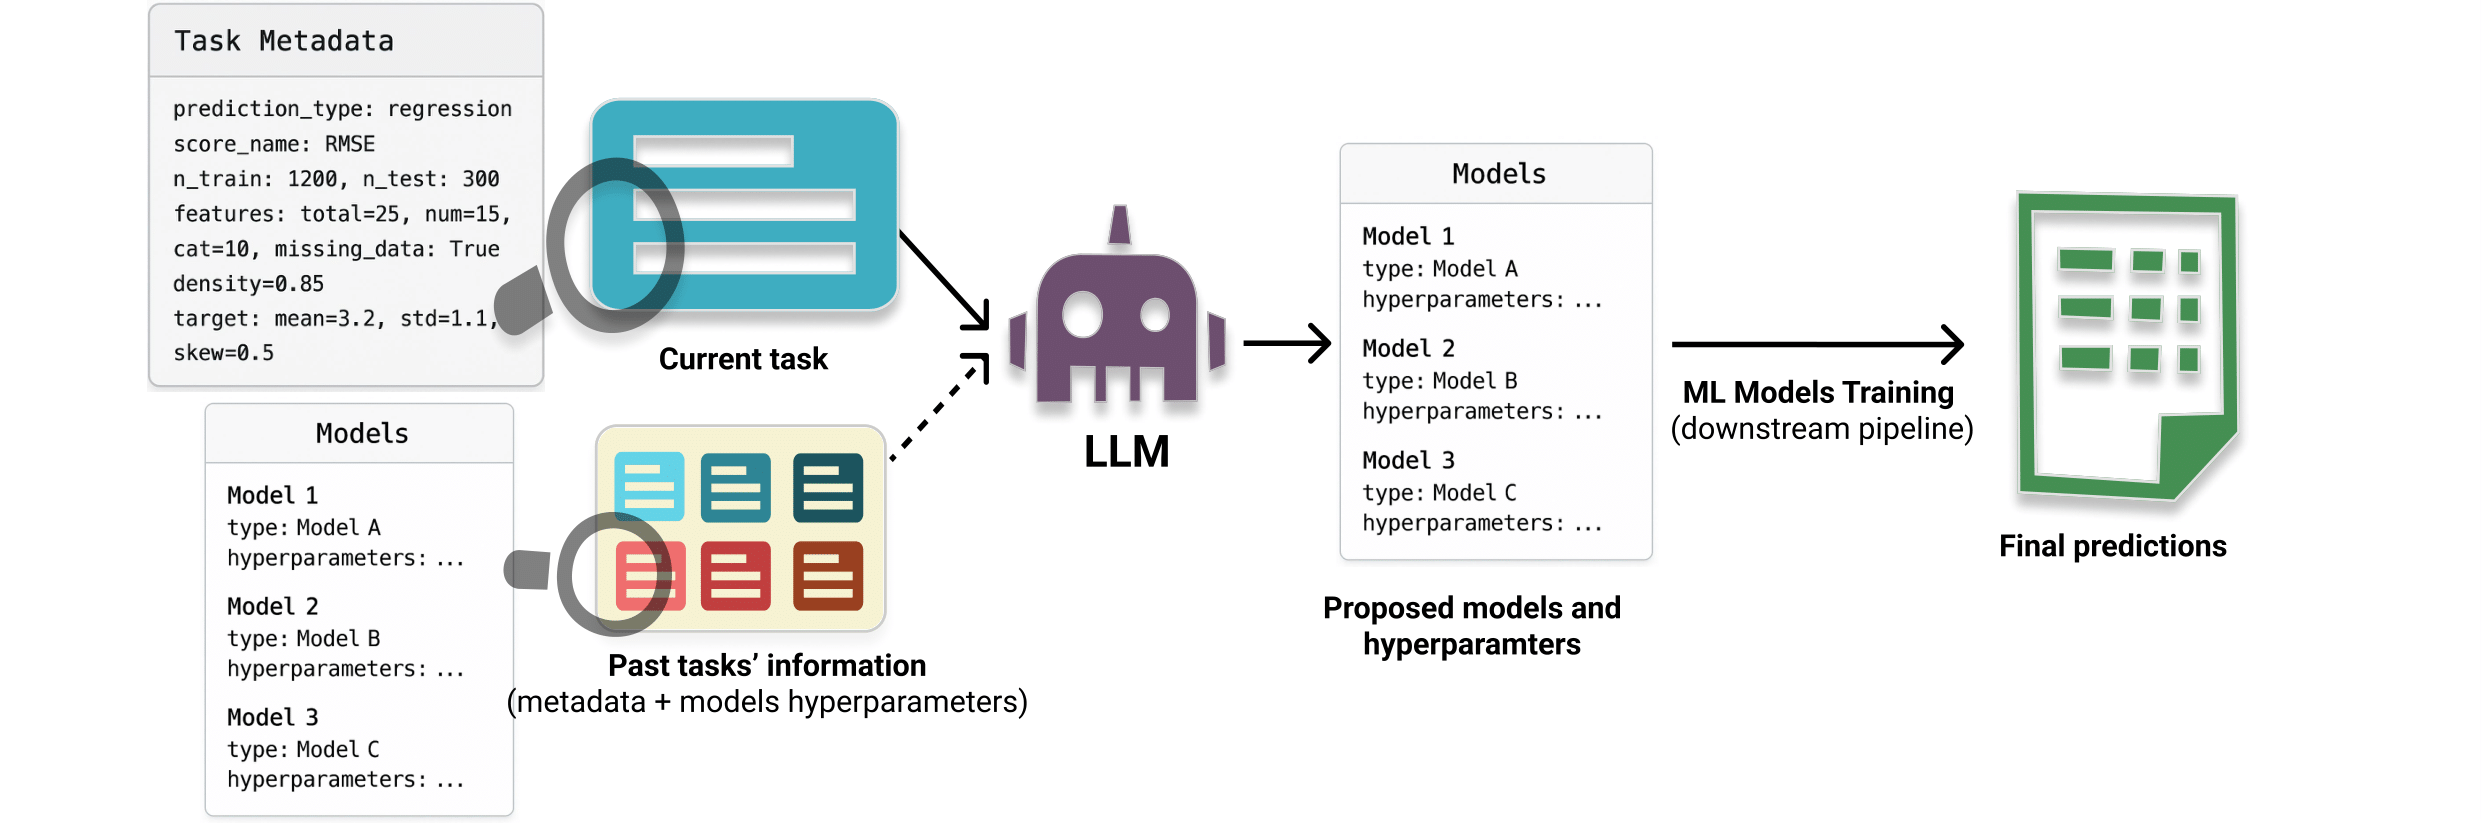 Task Metadata
prediction_type: regression
score_name: RMSE
n_train: 1200, n_test: 300
features: total=25, num=15,
cat=10, missing_data: True
density=0.85
target: mean=3.2, std=1.1,
skew=0.5
Current task
Models
Model 1
type: Model A
hyperparameters: ...
Model 2
type: Model B
hyperparameters: ...
Model 3
type: Model C
hyperparameters: ...
Past tasks’ information
(metadata + models hyperparameters)
LLM
Models
Model 1
type: Model A
hyperparameters: ...
Model 2
type: Model B
hyperparameters: ...
Model 3
type: Model C
hyperparameters: ...
Proposed models and
hyperparamters
ML Models Training
(downstream pipeline)
Final predictions